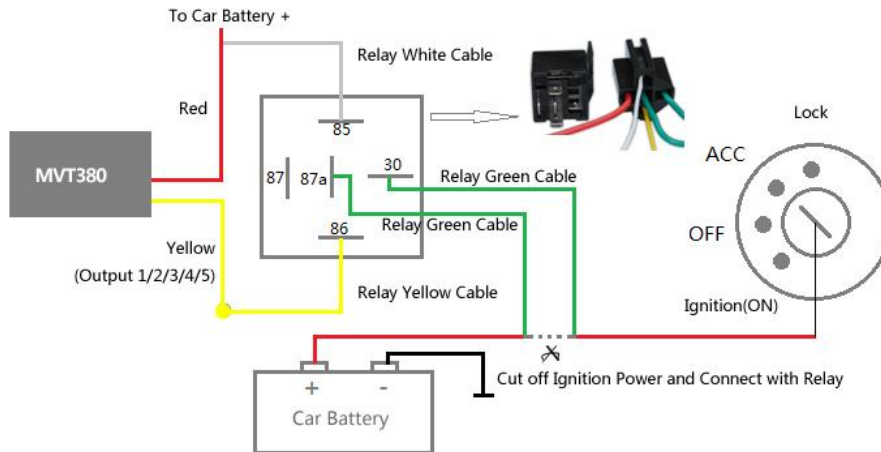 To Car Battery +
Relay White Cable
Red
Lock
85
ACC
MVT380
87
87a
30
Relay Green Cable
Relay Green Cable
86
OFF
Yellow
(Output 1/2/3/4/5)
Relay Yellow Cable
Ignition(ON)
Cut off Ignition Power and Connect with Relay
+
-
Car Battery